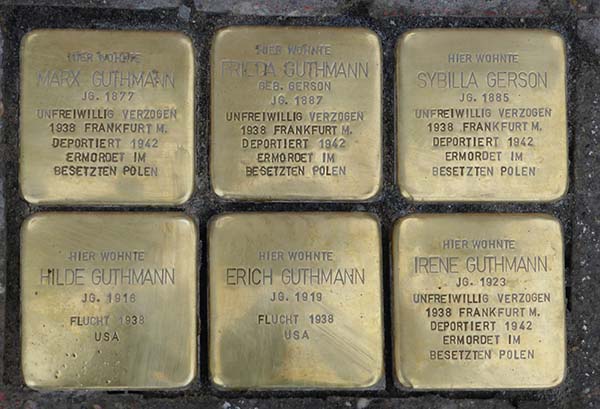 HIER WOHNTE
MARX GUTHMANN
JG. 1877
UNFREIWILLIG VERZOGEN
1938 FRANKFURT M.
DEPORTIERT 1942
ERMORDET IM
BESETZTEN POLEN
HIER WOHNTE
FRIEDA GUTHMANN
GEB. GERSON
JG. 1887
UNFREIWILLIG VERZOGEN
1938 FRANKFURT M.
DEPORTIERT 1942
ERMORDET IM
BESETZTEN POLEN
HIER WOHNTE
SYBILLA GERSON
JG. 1885
UNFREIWILLIG VERZOGEN
1938 FRANKFURT M.
DEPORTIERT 1942
ERMORDET IM
BESETZTEN POLEN
HIER WOHNTE
HILDE GUTHMANN
JG. 1916
FLUCHT 1938
USA
HIER WOHNTE
ERICH GUTHMANN
JG. 1919
FLUCHT 1938
USA
HIER WOHNTE
IRENE GUTHMANN
JG. 1923
UNFREIWILLIG VERZOGEN
1938 FRANKFURT M.
DEPORTIERT 1942
ERMORDET IM
BESETZTEN POLEN